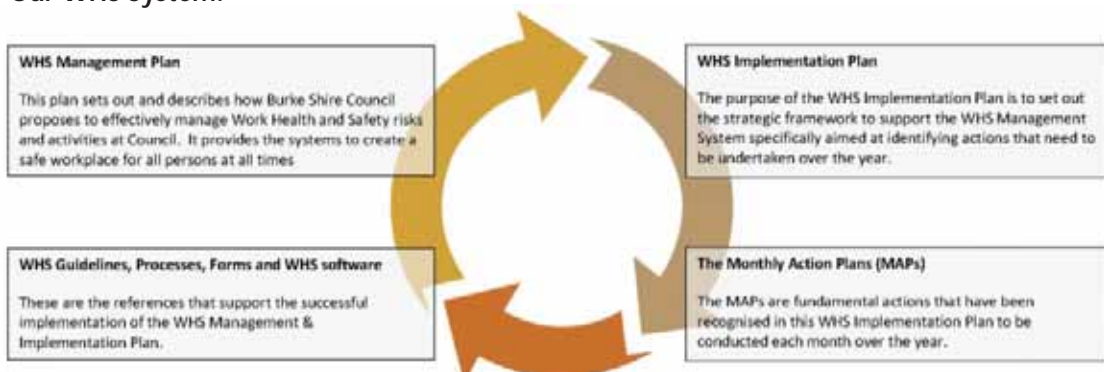 Our WHS System:
WHS Management Plan
This plan sets out and describes how Burke Shire Council
proposes to effectively manage Work Health and Safety risks
and activities at Council. It provides the systems to create a
safe workplace for all persons at all times
WHS Implementation Plan
The purpose of the WHS Implementation Plan is to set out
the strategic framework to support the WHS Management
System specifically aimed at identifying actions that need to
be undertaken over the year.
WHS Guidelines, Processes, Forms and WHS software
These are the references that support the successful
implementation of the WHS Management &
Implementation Plan.
The Monthly Action Plans (MAPs)
The MAPs are fundamental actions that have been
recognised in this WHS Implementation Plan to be
conducted each month over the year.